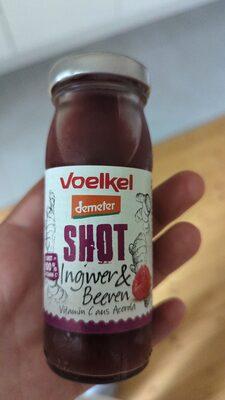 Voelkel
demeter
SHOT
Ingwer &
Beeren
Vitamin C aus Acerola